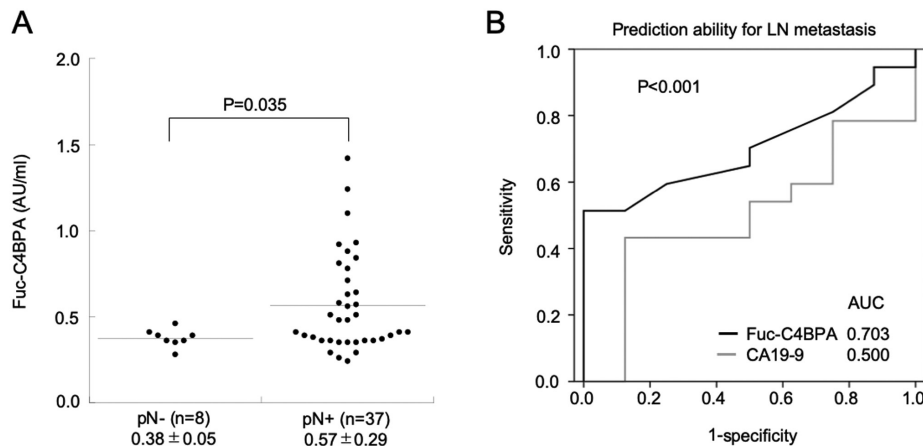 A
Fuc-C4BPA (AU/ml)
2.0
1.5
1.0
0.5
0.0
P=0.035
pN- (n=8)
0.38 ± 0.05
pN+ (n=37)
0.57 ± 0.29
B
Prediction ability for LN metastasis
P<0.001
Sensitivity
1.0
0.8
0.6
0.4
0.2
0.0
AUC
Fuc-C4BPA 0.703
CA19-9 0.500
0.0 0.2 0.4 0.6 0.8 1.0
1-specificity